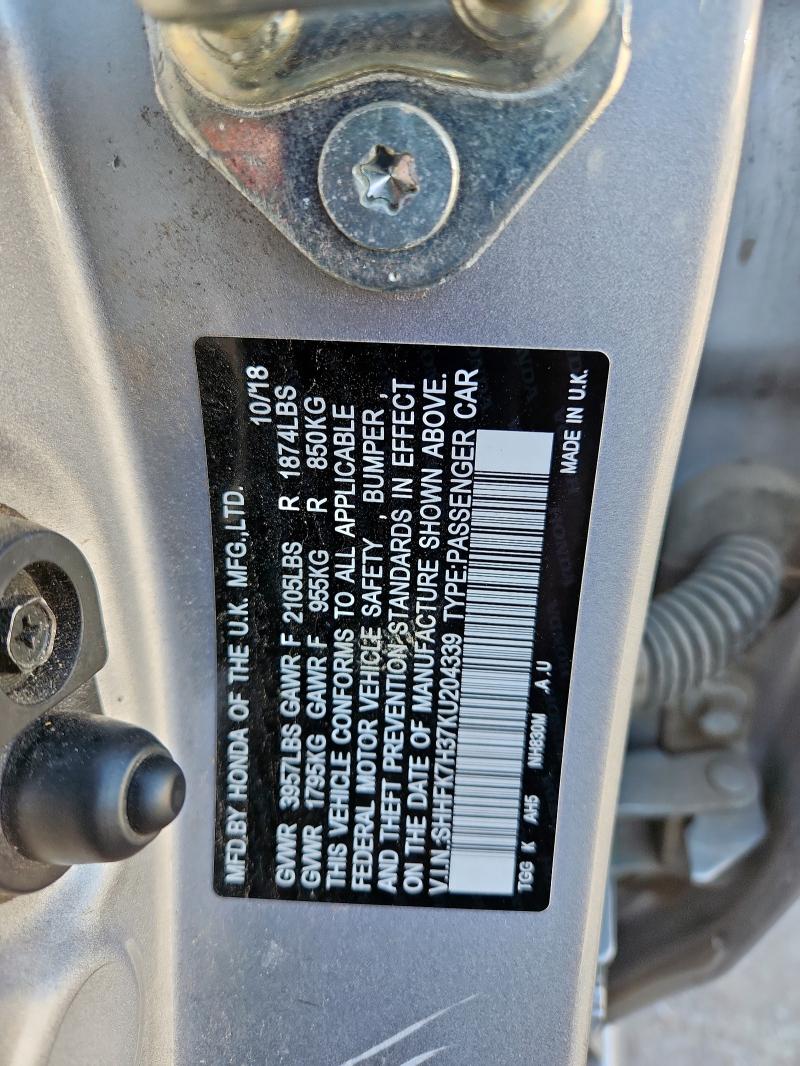 MFD.BY HONDA OF THE U.K. MFG.,LTD. 10/18
GVWR 3957LBS GAWR F 2105LBS R 1874LBS
GVWR 1795KG GAWR F 955KG R 850KG
THIS VEHICLE CONFORMS TO ALL APPLICABLE
FEDERAL MOTOR VEHICLE SAFETY , BUMPER ,
AND THEFT PREVENTION STANDARDS IN EFFECT
ON THE DATE OF MANUFACTURE SHOWN ABOVE.
V.I.N.:SHHFK7H37KU204339 TYPE:PASSENGER CAR
TGG K AH5 NH830M .A.U MADE IN U.K.